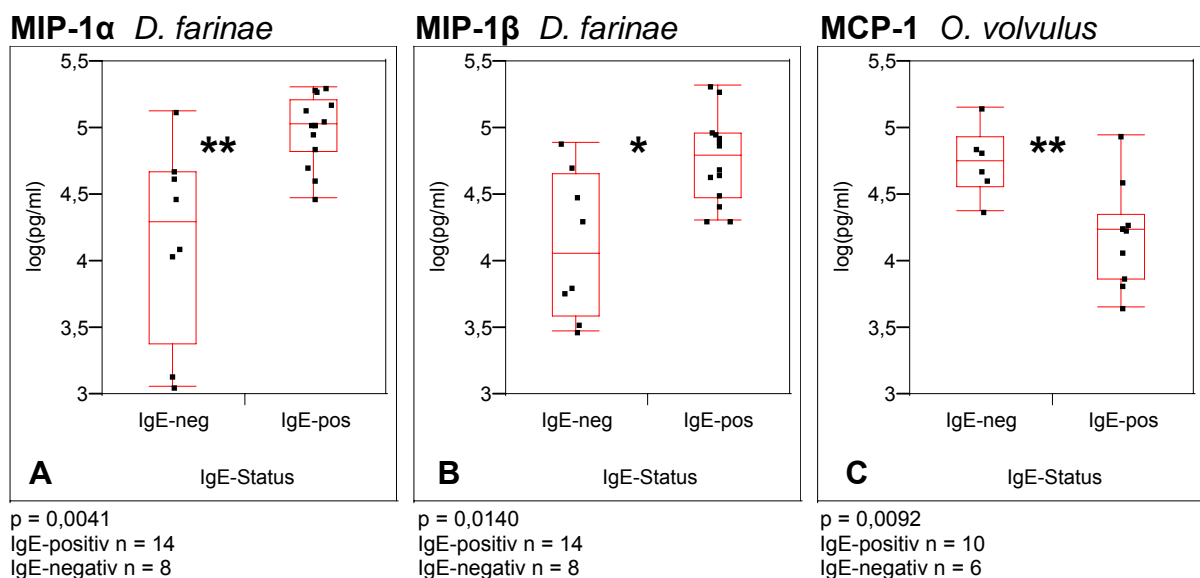 MIP-1α D. farinae
5,5
5
4,5
4
3,5
3
log(pg/ml)
**
IgE-neg
IgE-pos
A
IgE-Status
p = 0,0041
IgE-positiv n = 14
IgE-negativ n = 8
MIP-1β D. farinae
5,5
5
4,5
4
3,5
3
log(pg/ml)
*
IgE-neg
IgE-pos
B
IgE-Status
p = 0,0140
IgE-positiv n = 14
IgE-negativ n = 8
MCP-1 O. volvulus
5,5
5
4,5
4
3,5
3
log(pg/ml)
**
IgE-neg
IgE-pos
C
IgE-Status
p = 0,0092
IgE-positiv n = 10
IgE-negativ n = 6